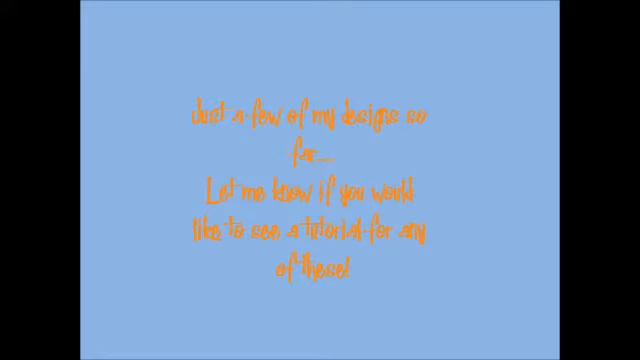 Just a few of my designs so
far....
Let me know if you would
like to see a tutorial for any
of these!